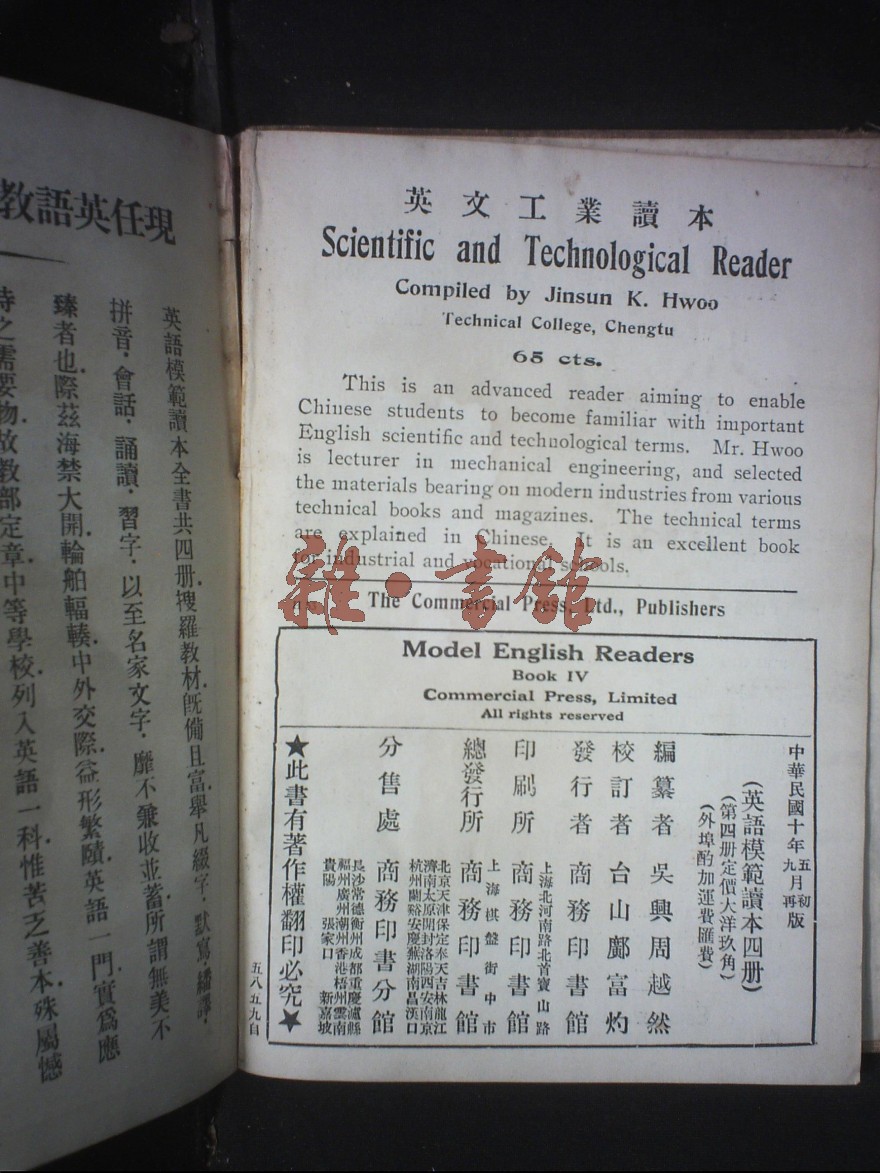 現任英語教
英語模範讀本全書共四册搜羅教材既備且富舉凡綴字默寫繙譯
拼音會話誦讀習字以至名家文字靡不兼收並蓄所謂無美不
臻者也際茲海禁大開輪舶輻輳中外交際益形繁賾英語一門實爲應
時之需要物故教部定章中等學校列入英語一科惟苦乏善本殊屬憾
英文工業讀本
Scientific and Technological Reader
Compiled by Jinsun K. Hwoo
Technical College, Chengtu
65 cts.
This is an advanced reader aiming to enable
Chinese students to become familiar with important
English scientific and technological terms. Mr. Hwoo
is lecturer in mechanical engineering, and selected
the materials bearing on modern industries from various
technical books and magazines. The technical terms
are explained in Chinese. It is an excellent book
for industrial and vocational schools.
The Commercial Press, Ltd., Publishers
雜·書館
Model English Readers
Book IV
Commercial Press, Limited
All rights reserved
中華民國十年五月初版
九月再版
(英語模範讀本四册)
(第四册定價大洋玖角)
(外埠酌加運費匯費)
編纂者 吳興周越然
校訂者 台山鄺富灼
發行者 商務印書館
上海北河南路北首寶山路
印刷所 商務印書館
上海棋盤街中市
總發行所 商務印書館
北京天津保定奉天吉林龍江
濟南太原開封洛陽西安南京
杭州蘭谿安慶蕪湖南昌漢口
分售處 商務印書分館
長沙常德衡州成都重慶瀘縣
福州廣州潮州香港梧州雲南
貴陽 張家口 新嘉坡
★此書有著作權翻印必究★
五八五九自